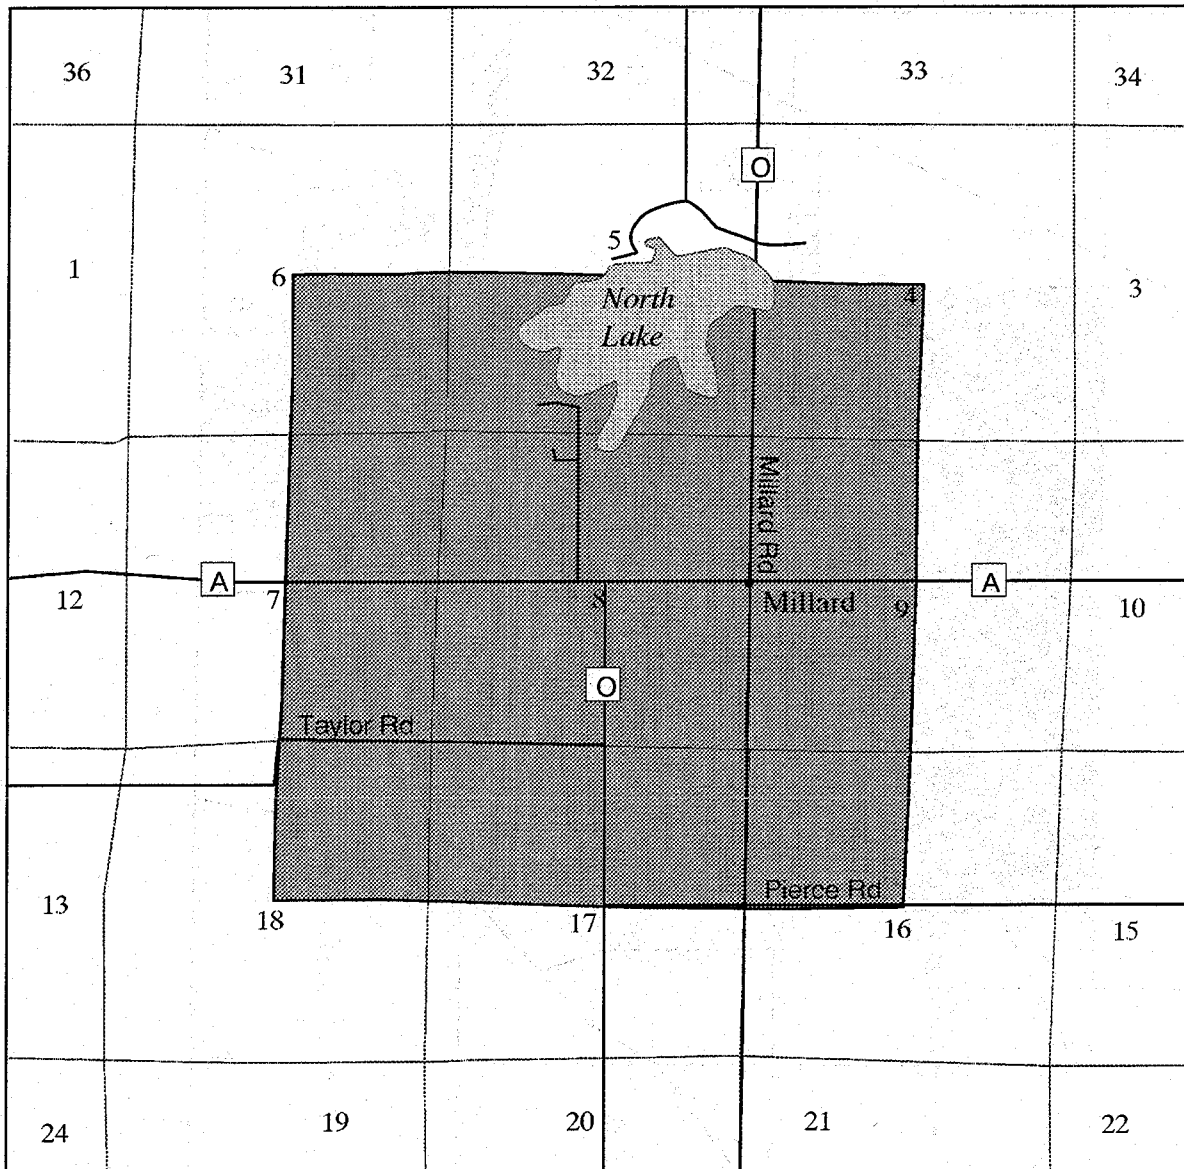 36 31 32 33 34
O
5
1 6 4 3
North
Lake
Millard Rd
A A
12 7 8 Millard 9 10
O
Taylor Rd
Pierce Rd
13 18 17 16 15
24 19 20 21 22